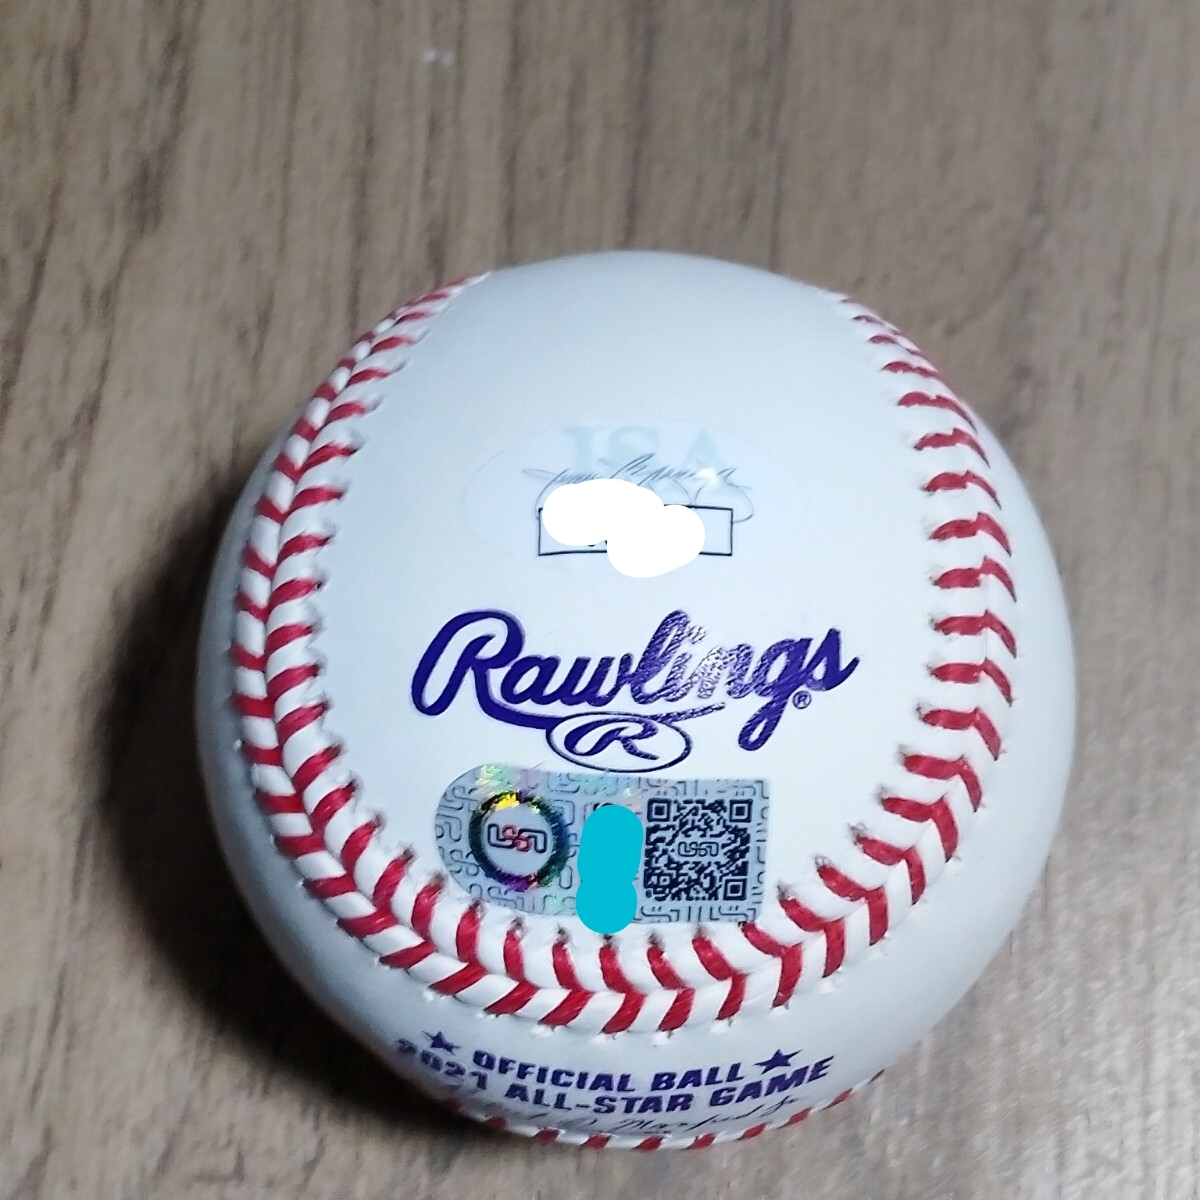 JSA
Rawlings®
R
OFFICIAL BALL
2021 ALL-STAR GAME